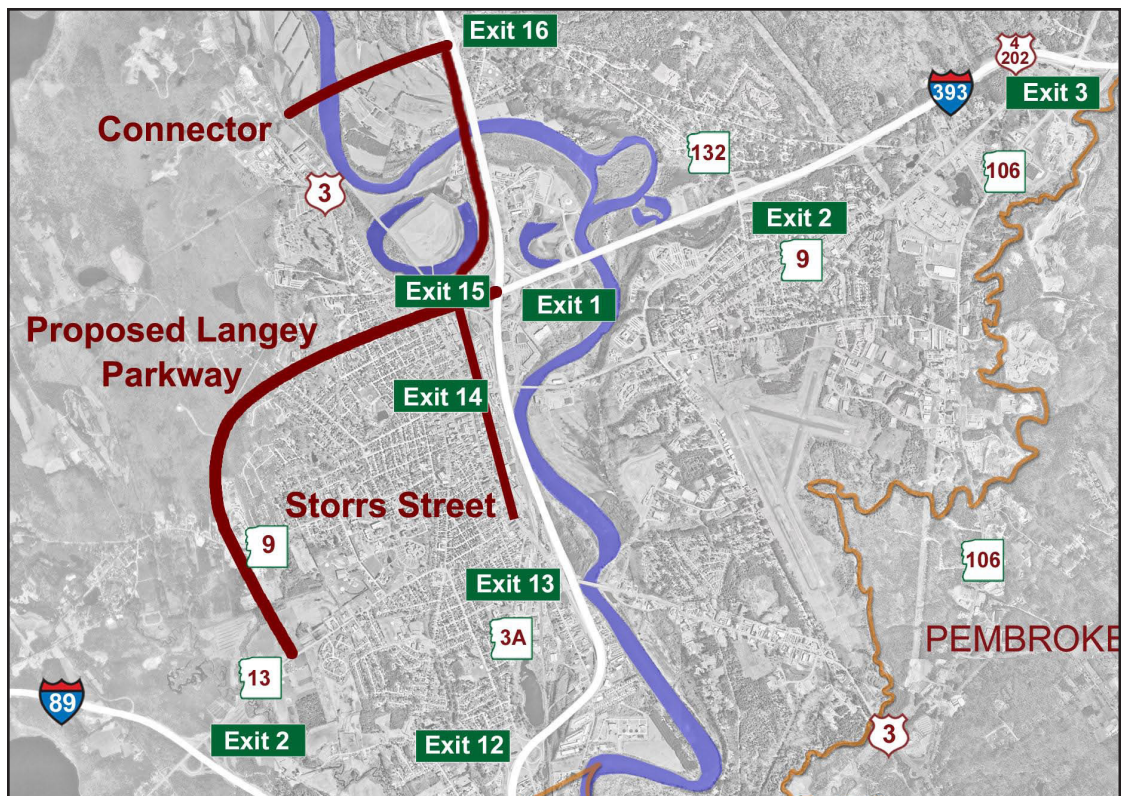 Exit 16
4
202
393
Exit 3
Connector
132
106
3
Exit 2
9
Exit 15
Exit 1
Proposed Langey
Parkway
Exit 14
Storrs Street
9
106
Exit 13
3A
PEMBROKE
13
89
3
Exit 2
Exit 12